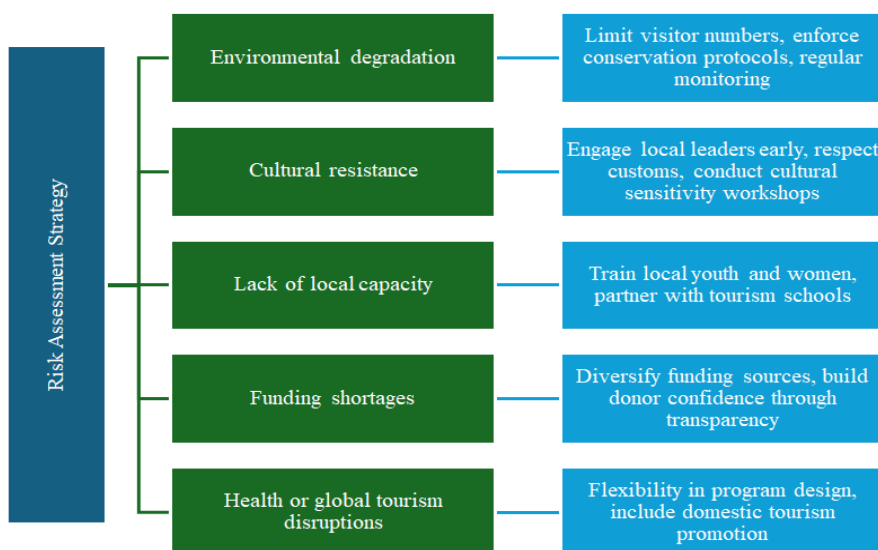 Risk Assessment Strategy
Environmental degradation
Limit visitor numbers, enforce
conservation protocols, regular
monitoring
Cultural resistance
Engage local leaders early, respect
customs, conduct cultural
sensitivity workshops
Lack of local capacity
Train local youth and women,
partner with tourism schools
Funding shortages
Diversify funding sources, build
donor confidence through
transparency
Health or global tourism
disruptions
Flexibility in program design,
include domestic tourism
promotion